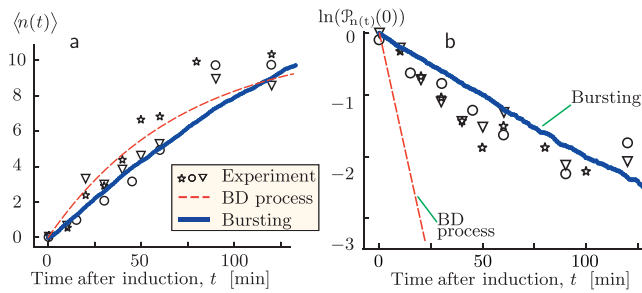 ⟨n(t)⟩
a
10
8
6
4
2
0
Experiment
BD process
Bursting
0
50
100
Time after induction, t [min]
ln(𝒫n(t)(0))
b
0
−1
−2
−3
Bursting
BD
process
0
50
100
Time after induction, t [min]